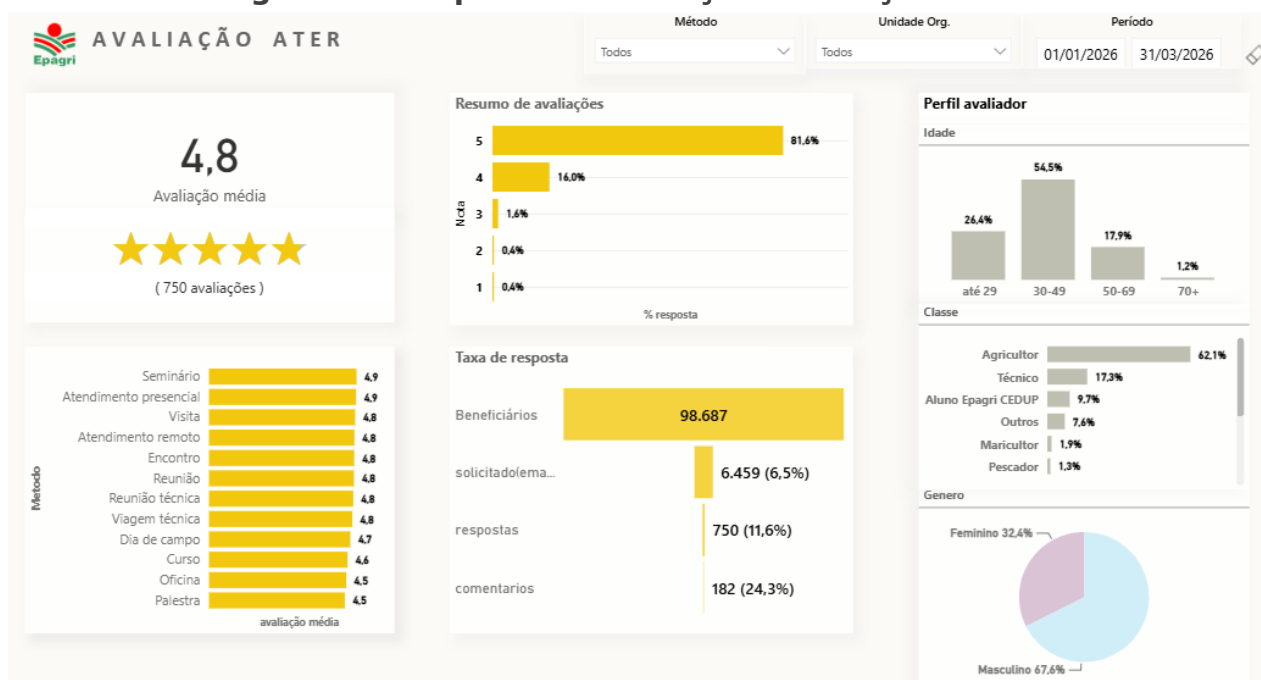 AVALIAÇÃO ATER
Epagri
Método
Todos
Unidade Org.
Todos
Período
01/01/2026 31/03/2026
4,8
Avaliação média
( 750 avaliações )
Resumo de avaliações
Nota
5 81,6%
4 16,0%
3 1,6%
2 0,4%
1 0,4%
% resposta
Perfil avaliador
Idade
26,4% 54,5% 17,9% 1,2%
até 29 30-49 50-69 70+
Classe
Agricultor 62,1%
Técnico 17,3%
Aluno Epagri CEDUP 9,7%
Outros 7,6%
Maricultor 1,9%
Pescador 1,3%
Genero
Feminino 32,4%
Masculino 67,6%
Metodo
Seminário 4,9
Atendimento presencial 4,9
Visita 4,8
Atendimento remoto 4,8
Encontro 4,8
Reunião 4,8
Reunião técnica 4,8
Viagem técnica 4,8
Dia de campo 4,7
Curso 4,6
Oficina 4,5
Palestra 4,5
avaliação média
Taxa de resposta
Beneficiários 98.687
solicitado(ema... 6.459 (6,5%)
respostas 750 (11,6%)
comentarios 182 (24,3%)